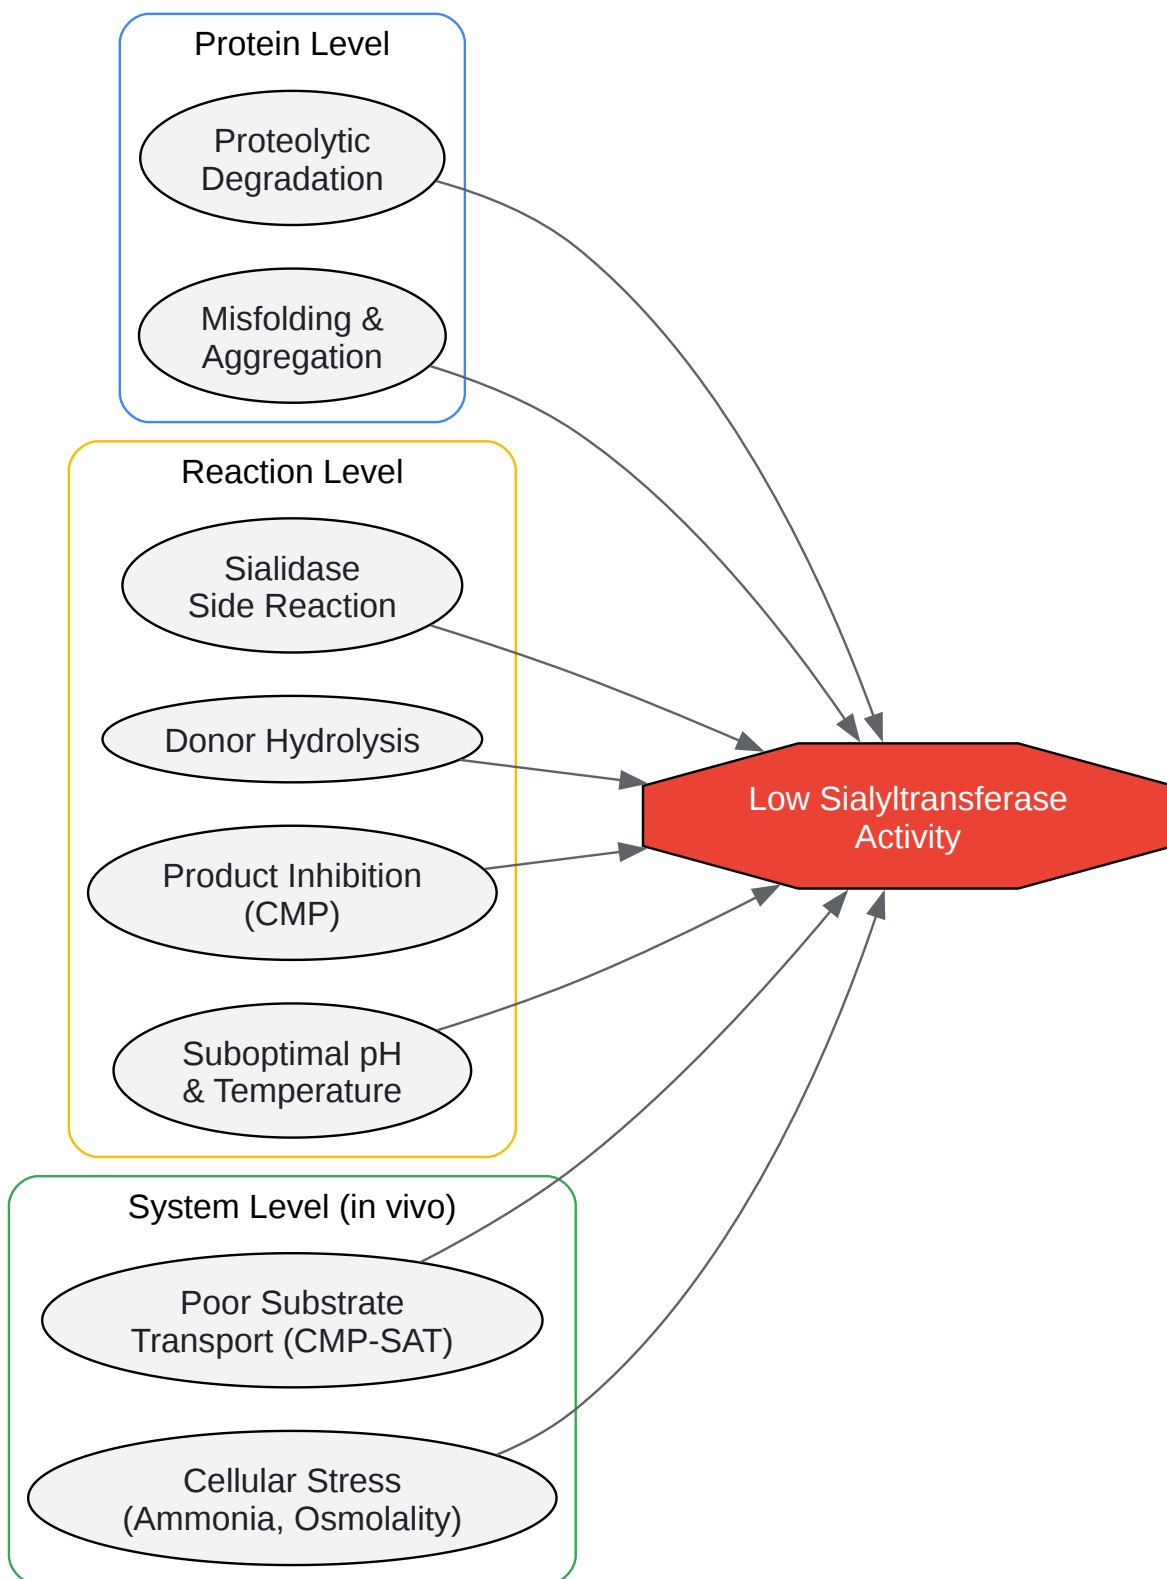 Protein Level
Proteolytic
Degradation
Misfolding &
Aggregation
Reaction Level
Sialidase
Side Reaction
Donor Hydrolysis
Product Inhibition
(CMP)
Suboptimal pH
& Temperature
System Level (in vivo)
Poor Substrate
Transport (CMP-SAT)
Cellular Stress
(Ammonia, Osmolality)
Low Sialyltransferase
Activity